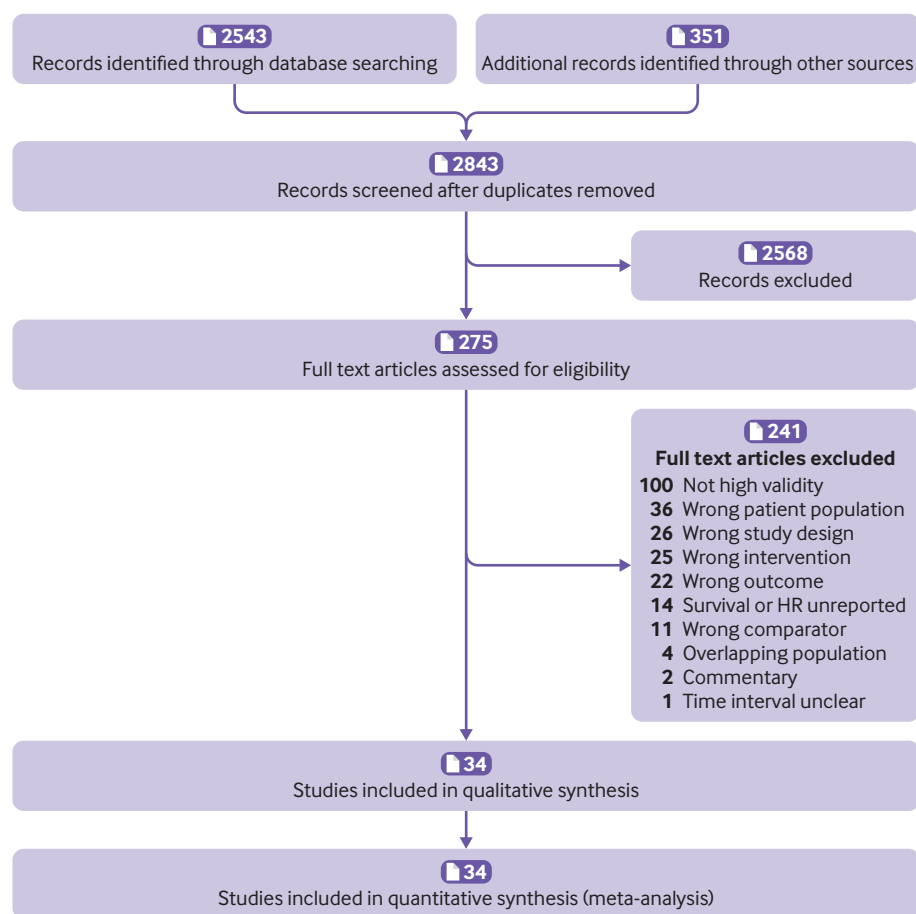 2543
Records identified through database searching
351
Additional records identified through other sources
2843
Records screened after duplicates removed
2568
Records excluded
275
Full text articles assessed for eligibility
241
Full text articles excluded
100 Not high validity
36 Wrong patient population
26 Wrong study design
25 Wrong intervention
22 Wrong outcome
14 Survival or HR unreported
11 Wrong comparator
4 Overlapping population
2 Commentary
1 Time interval unclear
34
Studies included in qualitative synthesis
34
Studies included in quantitative synthesis (meta-analysis)